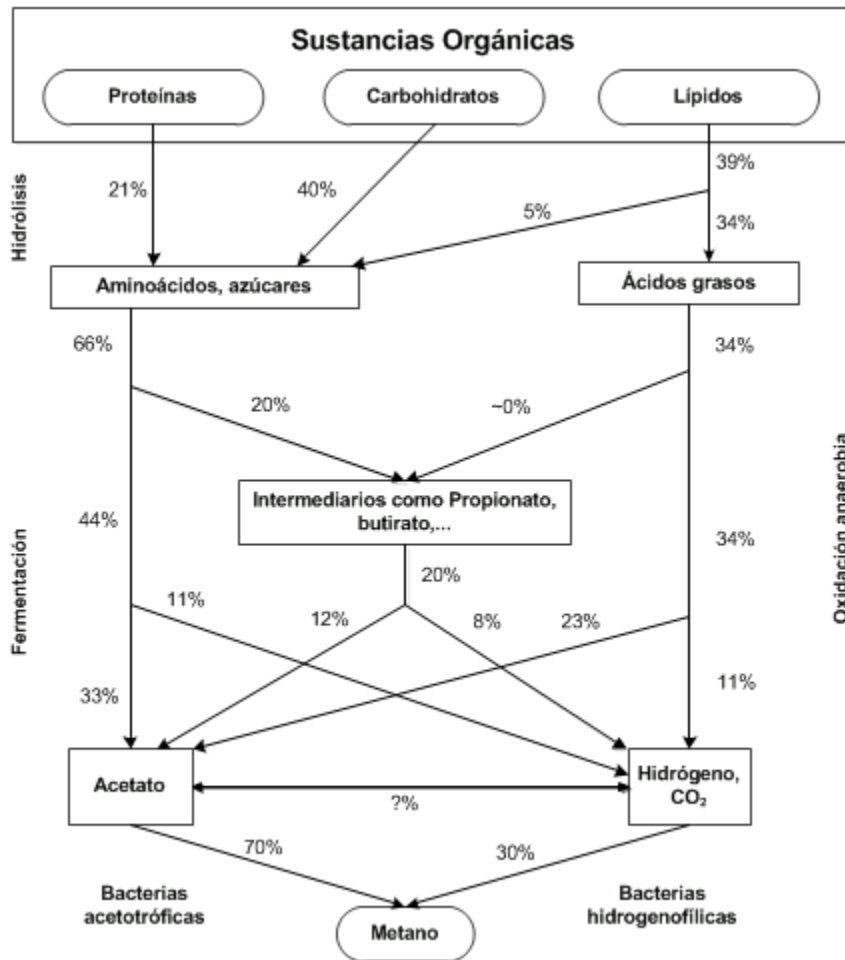 Sustancias Orgánicas
Proteínas
Carbohidratos
Lípidos
39%
21%
40%
5%
34%
Hidrólisis
Aminoácidos, azúcares
Ácidos grasos
66%
34%
20%
~0%
Intermediarios como Propionato,
butirato,...
44%
34%
20%
Fermentación
Oxidación anaerobia
11%
12%
8%
23%
33%
11%
Acetato
Hidrógeno,
CO₂
?%
70%
30%
Bacterias
acetotróficas
Bacterias
hidrogenofílicas
Metano